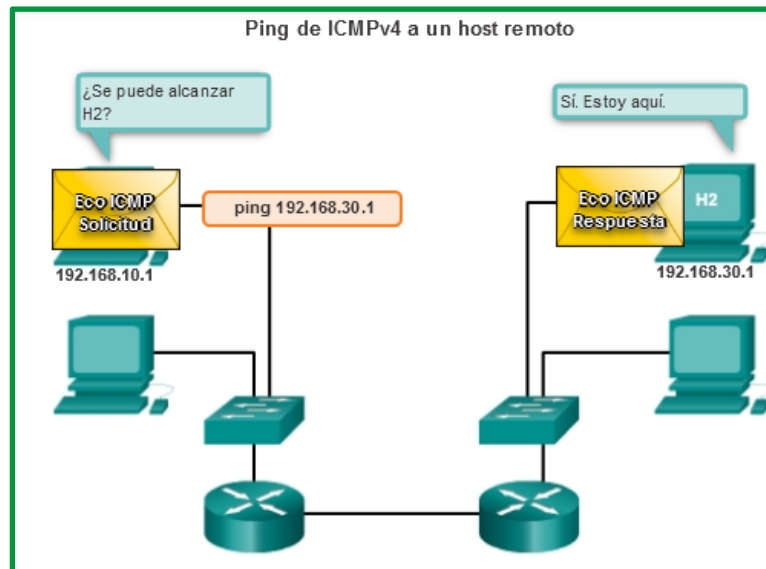 Ping de ICMPv4 a un host remoto
¿Se puede alcanzar
H2?
Sí. Estoy aquí.
Eco ICMP
Solicitud
ping 192.168.30.1
Eco ICMP
Respuesta
H2
192.168.10.1
192.168.30.1